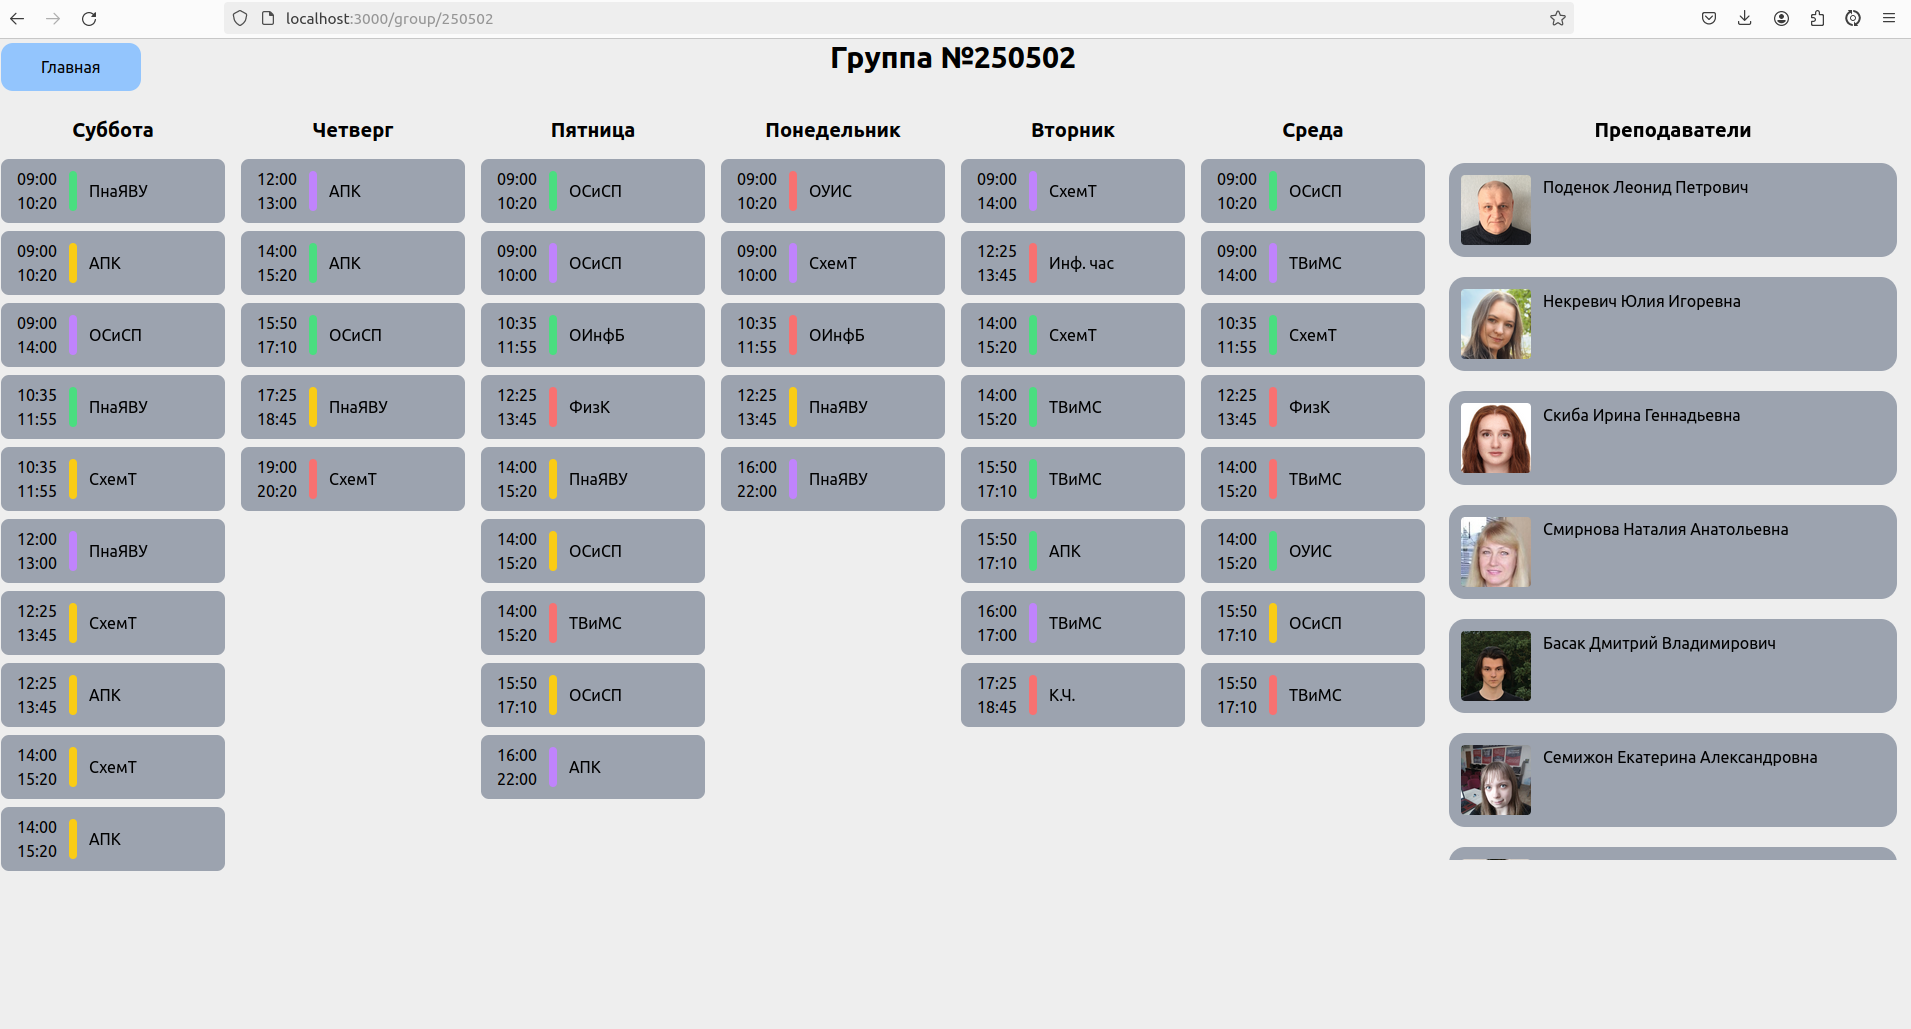 localhost:3000/group/250502
Главная
Группа №250502
Суббота
09:00
10:20
ПнаЯВУ
09:00
10:20
АПК
09:00
14:00
ОСиСП
10:35
11:55
ПнаЯВУ
10:35
11:55
СхемТ
12:00
13:00
ПнаЯВУ
12:25
13:45
СхемТ
12:25
13:45
АПК
14:00
15:20
СхемТ
14:00
15:20
АПК
Четверг
12:00
13:00
АПК
14:00
15:20
АПК
15:50
17:10
ОСиСП
17:25
18:45
ПнаЯВУ
19:00
20:20
СхемТ
Пятница
09:00
10:20
ОСиСП
09:00
10:00
ОСиСП
10:35
11:55
ОИнфБ
12:25
13:45
ФизК
14:00
15:20
ПнаЯВУ
14:00
15:20
ОСиСП
14:00
15:20
ТВиМС
15:50
17:10
ОСиСП
16:00
22:00
АПК
Понедельник
09:00
10:20
ОУИС
09:00
10:00
СхемТ
10:35
11:55
ОИнфБ
12:25
13:45
ПнаЯВУ
16:00
22:00
ПнаЯВУ
Вторник
09:00
14:00
СхемТ
12:25
13:45
Инф. час
14:00
15:20
СхемТ
14:00
15:20
ТВиМС
15:50
17:10
ТВиМС
15:50
17:10
АПК
16:00
17:00
ТВиМС
17:25
18:45
К.Ч.
Среда
09:00
10:20
ОСиСП
09:00
14:00
ТВиМС
10:35
11:55
СхемТ
12:25
13:45
ФизК
14:00
15:20
ТВиМС
14:00
15:20
ОУИС
15:50
17:10
ОСиСП
15:50
17:10
ТВиМС
Преподаватели
Поденок Леонид Петрович
Некревич Юлия Игоревна
Скиба Ирина Геннадьевна
Смирнова Наталия Анатольевна
Басак Дмитрий Владимирович
Семижон Екатерина Александровна